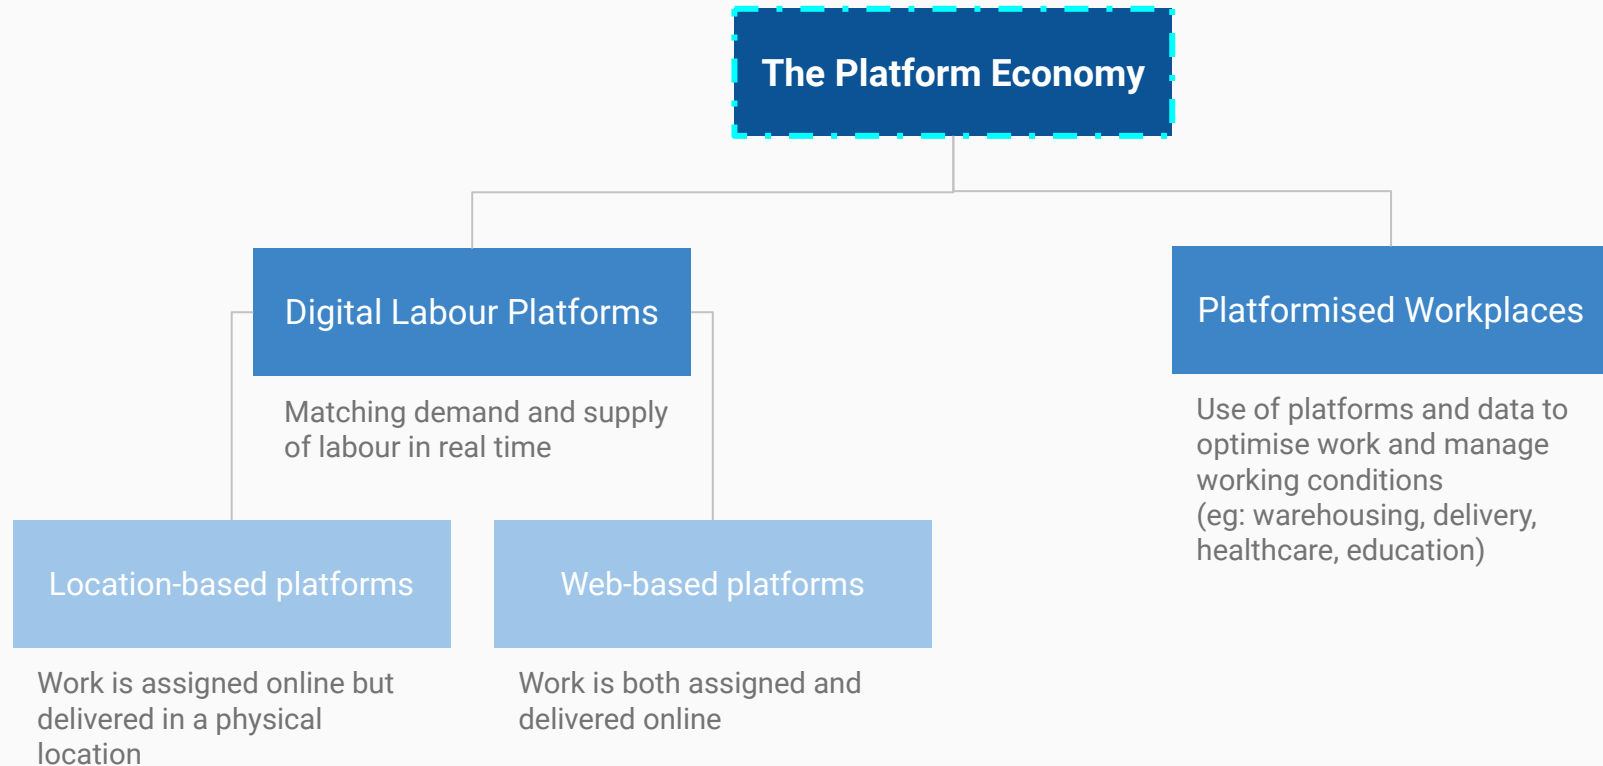 The Platform Economy
Digital Labour Platforms
Matching demand and supply
of labour in real time
Location-based platforms
Work is assigned online but
delivered in a physical
location
Web-based platforms
Work is both assigned and
delivered online
Platformised Workplaces
Use of platforms and data to
optimise work and manage
working conditions
(eg: warehousing, delivery,
healthcare, education)